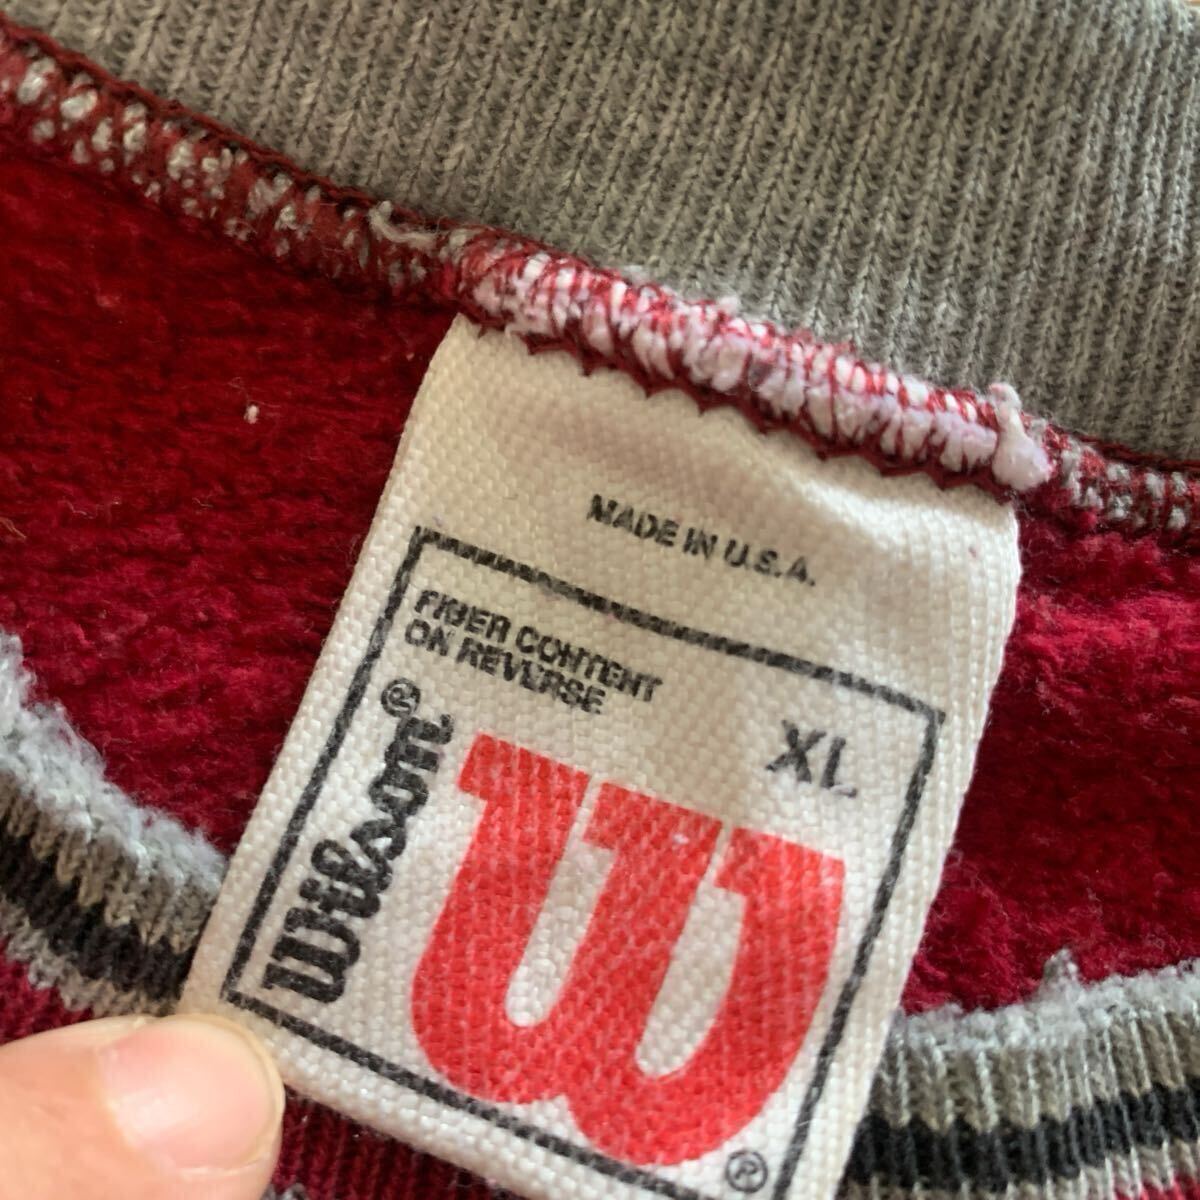 MADE IN U.S.A.
FIBER CONTENT
ON REVERSE
XL
Wilson®
W®